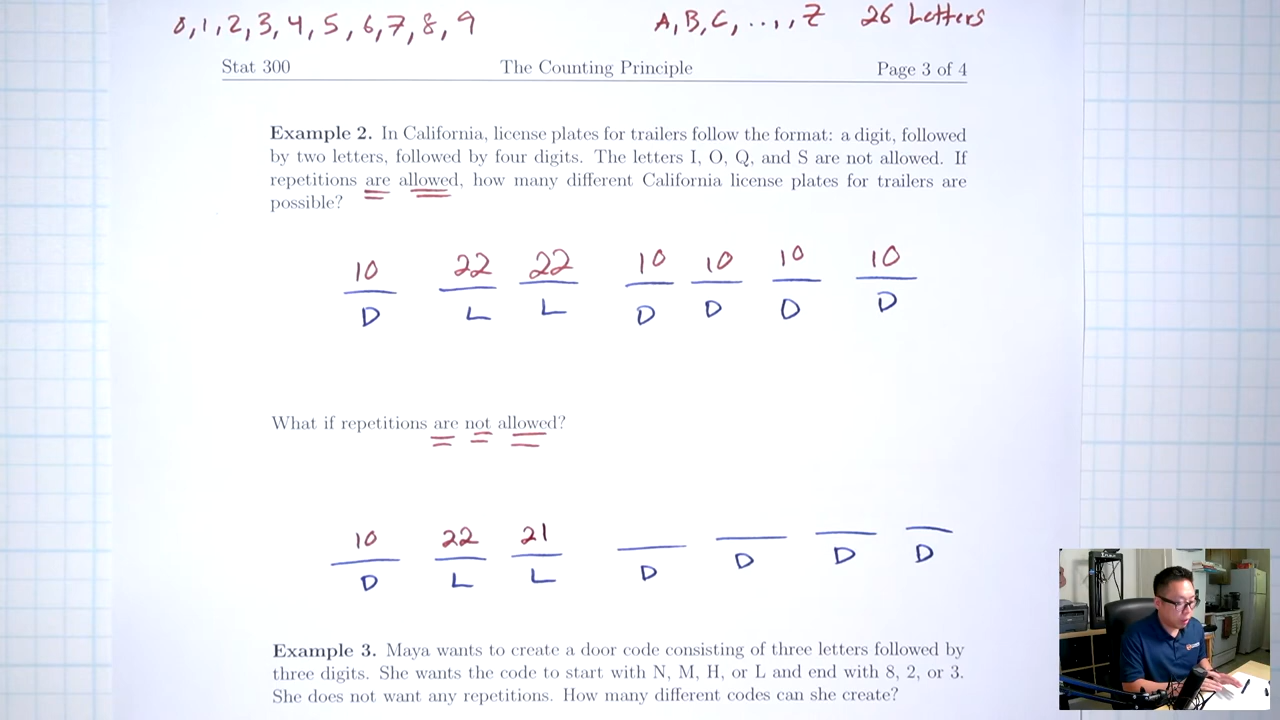 0,1,2,3,4,5,6,7,8,9 A,B,C,...,Z 26 Letters
Stat 300 The Counting Principle Page 3 of 4
Example 2. In California, license plates for trailers follow the format: a digit, followed
by two letters, followed by four digits. The letters I, O, Q, and S are not allowed. If
repetitions are allowed, how many different California license plates for trailers are
possible?
10 22 22 10 10 10 10
D L L D D D D
What if repetitions are not allowed?
10 22 21
D L L D D D D
Example 3. Maya wants to create a door code consisting of three letters followed by
three digits. She wants the code to start with N, M, H, or L and end with 8, 2, or 3.
She does not want any repetitions. How many different codes can she create?